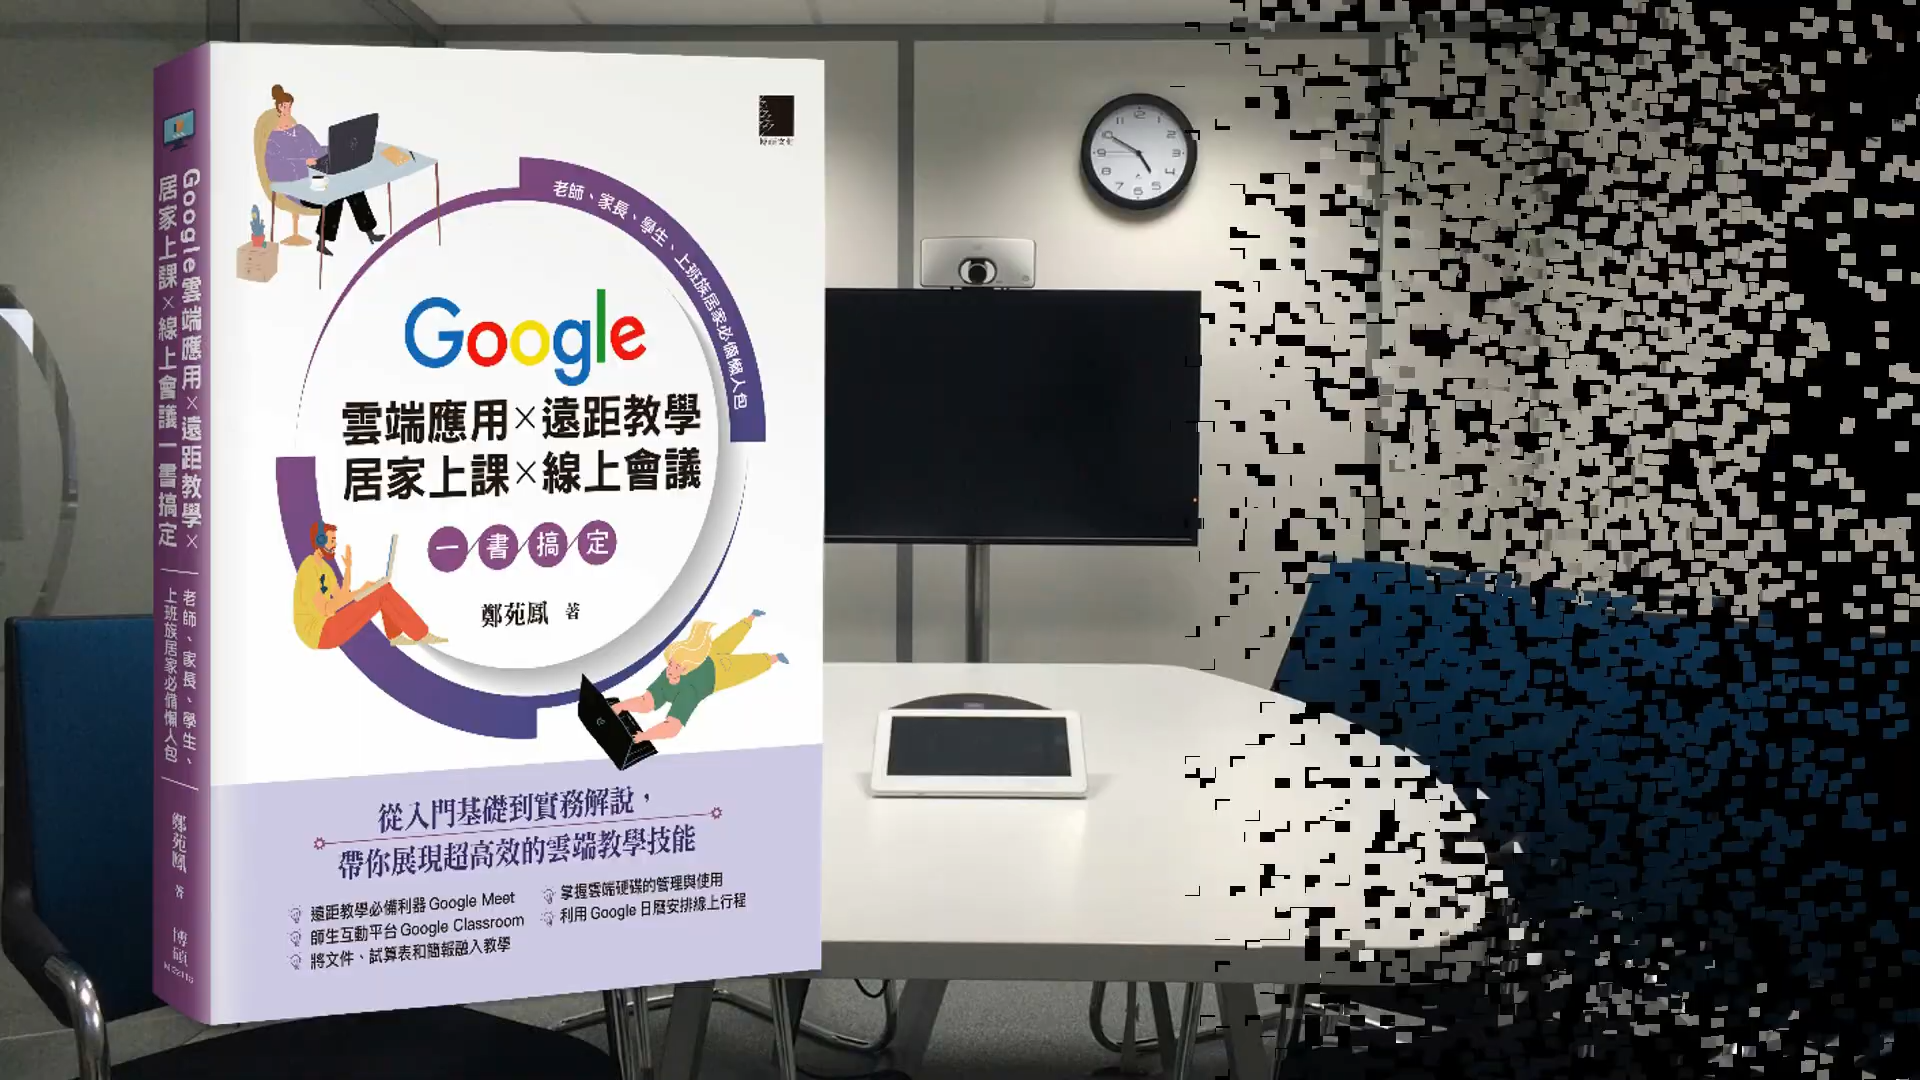 Google雲端應用×遠距教學×
居家上課×線上會議 一書搞定
老師、家長、學生、
上班族居家必備懶人包
鄭苑鳳 著
博碩
博碩文化
老師、家長、學生、上班族居家必備懶人包
Google
雲端應用×遠距教學
居家上課×線上會議
一/書/搞/定
鄭苑鳳 著
從入門基礎到實務解說，
帶你展現超高效的雲端教學技能
遠距教學必備利器 Google Meet
師生互動平台 Google Classroom
將文件、試算表和簡報融入教學
掌握雲端硬碟的管理與使用
利用 Google 日曆安排線上行程